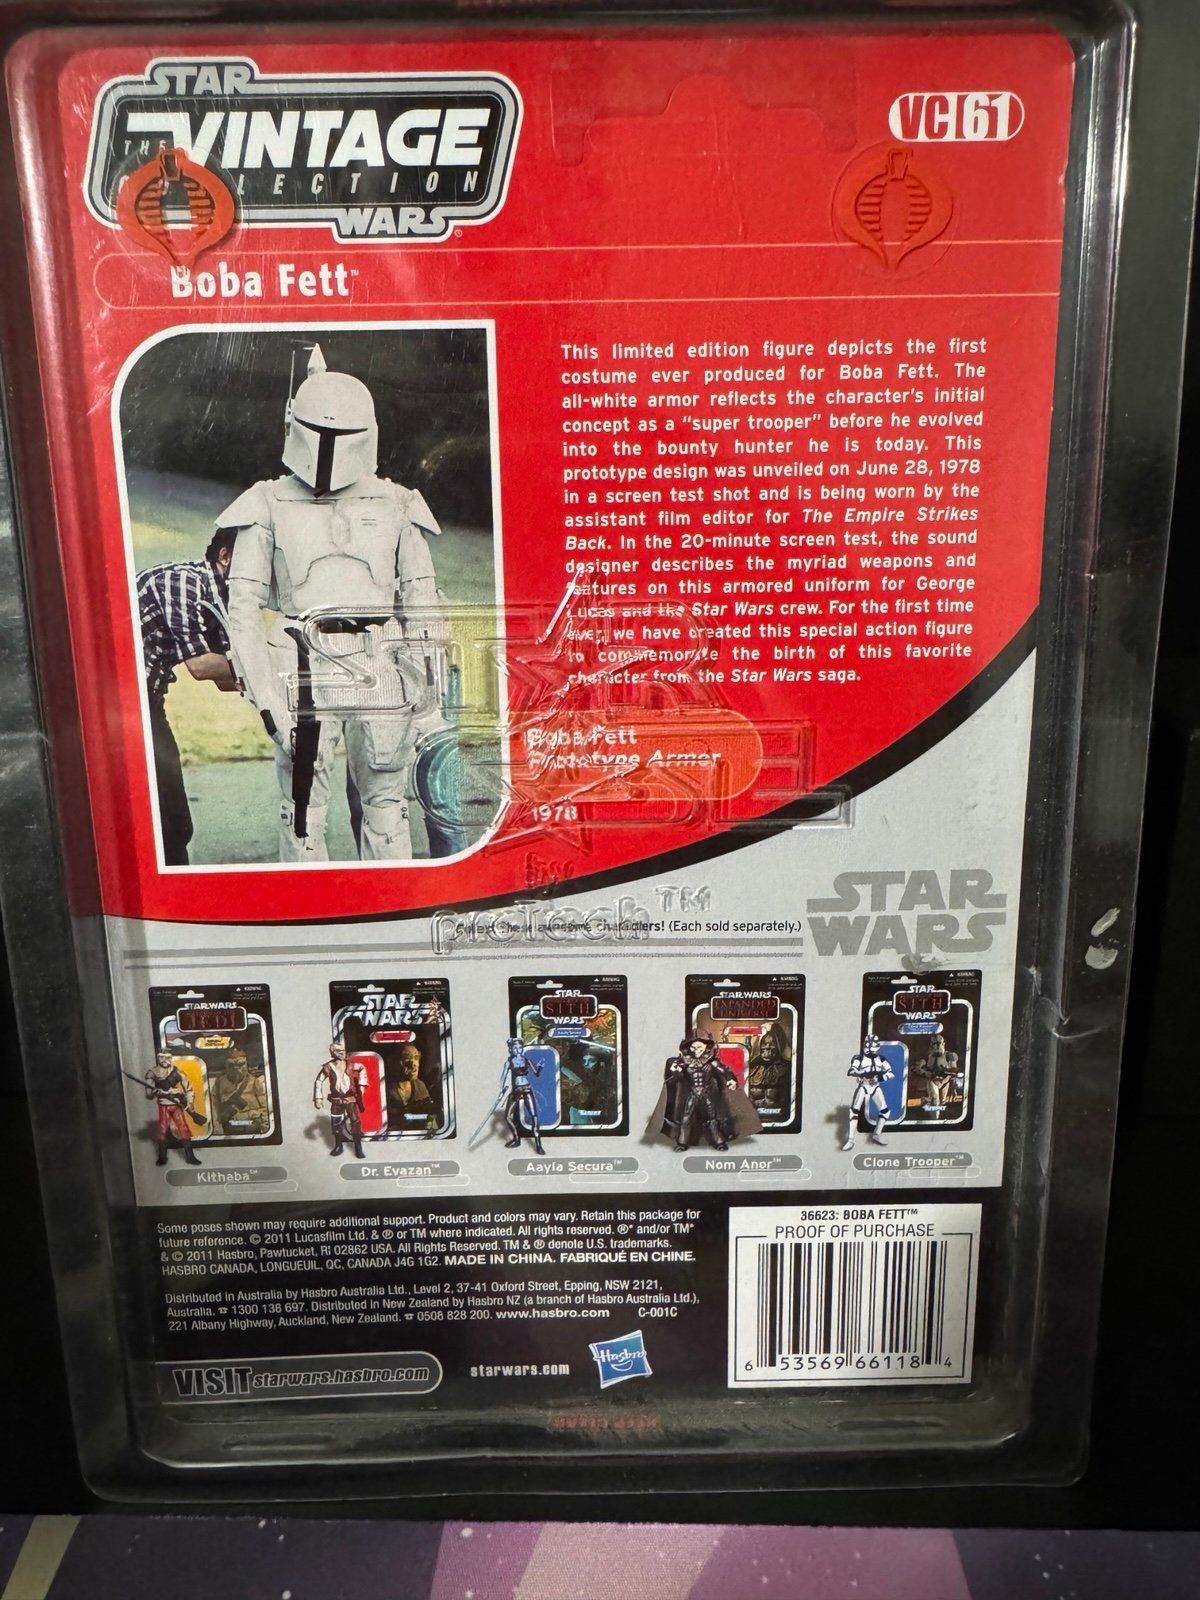 STAR
THE VINTAGE
COLLECTION
WARS
VC61
Boba Fett™
This limited edition figure depicts the first
costume ever produced for Boba Fett. The
all-white armor reflects the character's initial
concept as a “super trooper” before he evolved
into the bounty hunter he is today. This
prototype design was unveiled on June 28, 1978
in a screen test shot and is being worn by the
assistant film editor for The Empire Strikes
Back. In the 20-minute screen test, the sound
designer describes the myriad weapons and
features on this armored uniform for George
Lucas and the Star Wars crew. For the first time
ever, we have created this special action figure
to commemorate the birth of this favorite
character from the Star Wars saga.
STAR
CASE
by
proTech™
Boba Fett
Prototype Armor
1978
these awesome characters! (Each sold separately.)
STAR
WARS
Kithaba™
Dr. Evazan™
Aayla Secura™
Nom Anor™
Clone Trooper™
Some poses shown may require additional support. Product and colors may vary. Retain this package for
future reference. © 2011 Lucasfilm Ltd. & ® or TM where indicated. All rights reserved. ®* and/or TM*
& © 2011 Hasbro, Pawtucket, RI 02862 USA. All Rights Reserved. TM & ® denote U.S. trademarks.
HASBRO CANADA, LONGUEUIL, QC, CANADA J4G 1G2. MADE IN CHINA. FABRIQUÉ EN CHINE.
Distributed in Australia by Hasbro Australia Ltd., Level 2, 37-41 Oxford Street, Epping, NSW 2121,
Australia. ☎ 1300 138 697. Distributed in New Zealand by Hasbro NZ (a branch of Hasbro Australia Ltd.),
221 Albany Highway, Auckland, New Zealand. ☎ 0508 828 200. www.hasbro.com C-001C
VISIT starwars.hasbro.com
starwars.com
Hasbro
36623: BOBA FETT™
PROOF OF PURCHASE
6 53569 66118 4